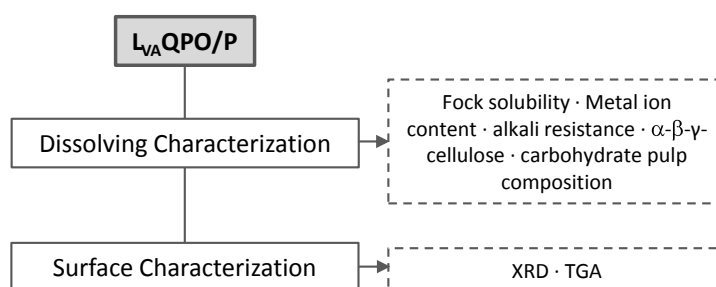 LVAQPO/P
Dissolving Characterization
Fock solubility · Metal ion
content · alkali resistance · α-β-γ-
cellulose · carbohydrate pulp
composition
Surface Characterization
XRD · TGA